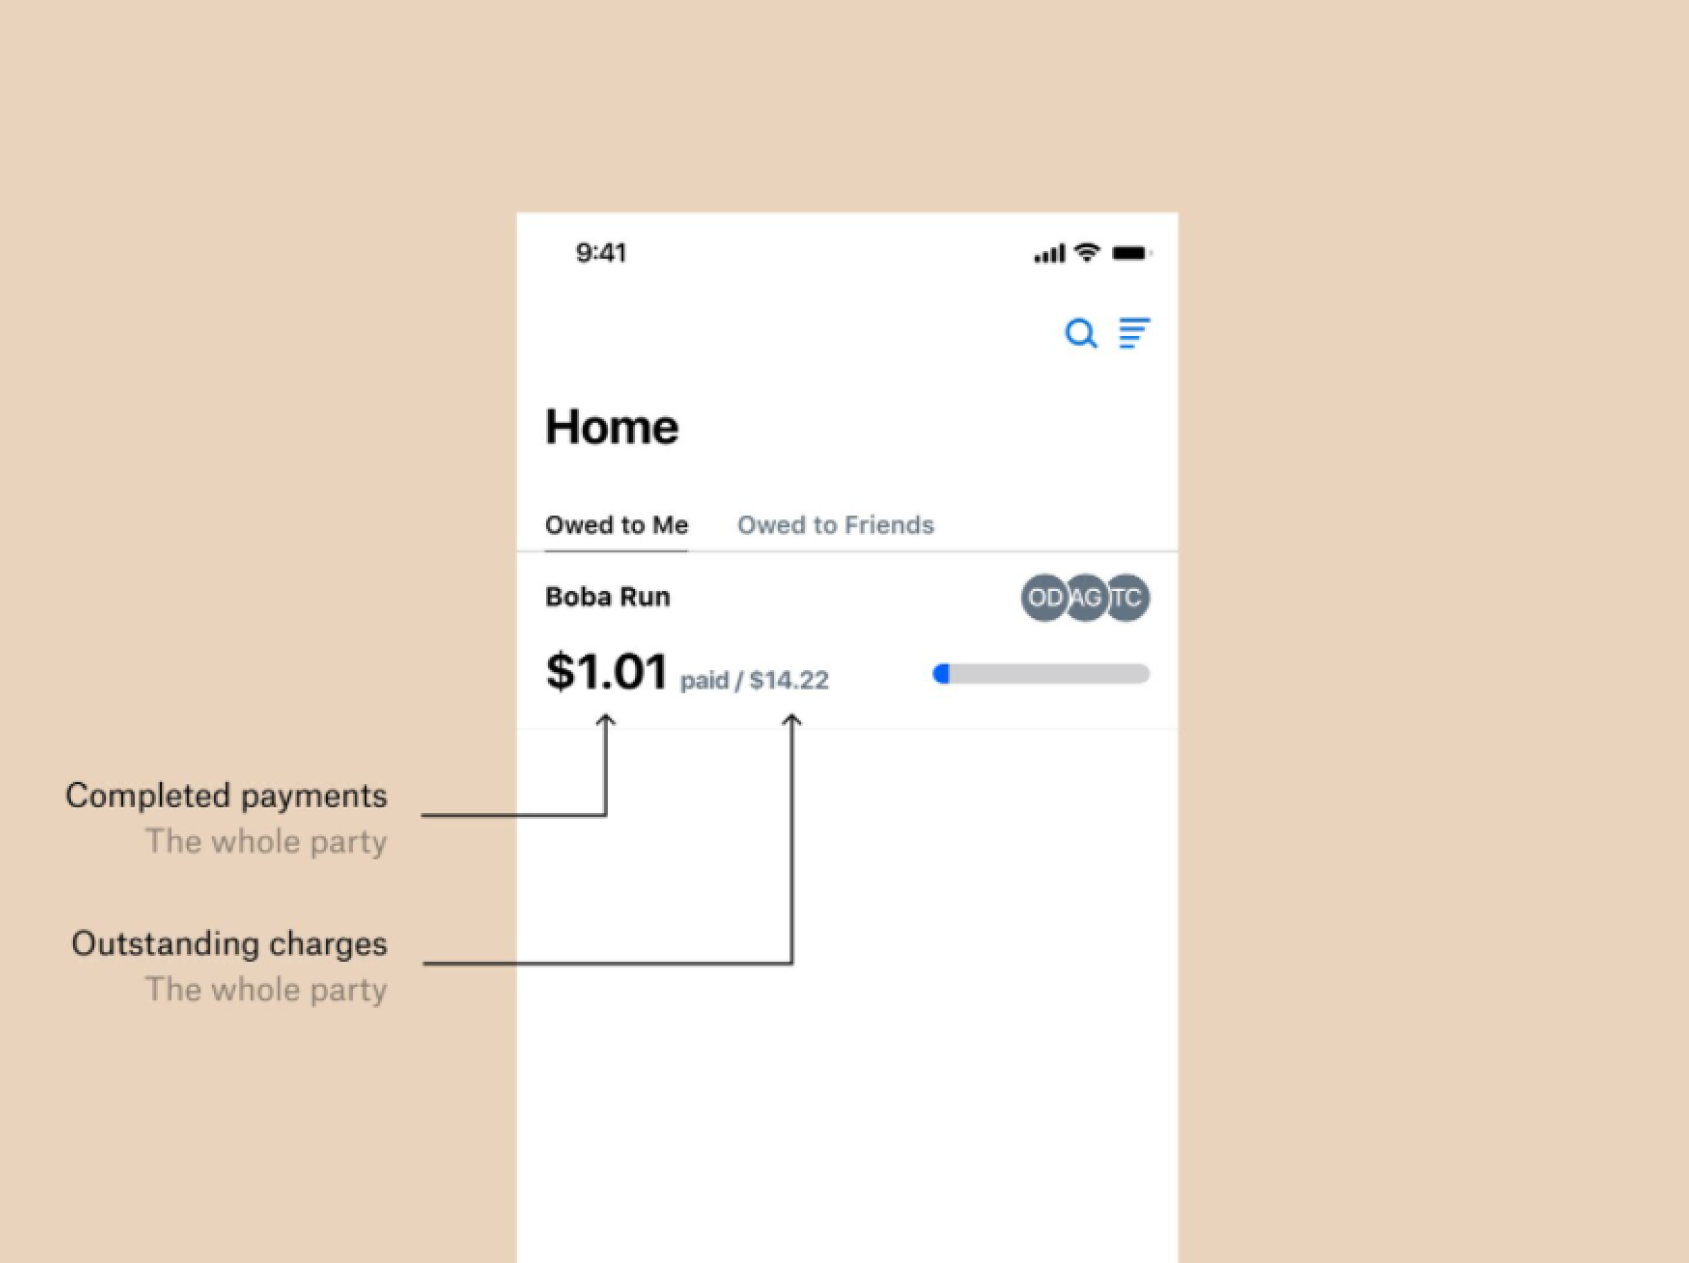 9:41
Home
Owed to Me Owed to Friends
Boba Run OD AG TC
$1.01 paid / $14.22
Completed payments
The whole party
Outstanding charges
The whole party